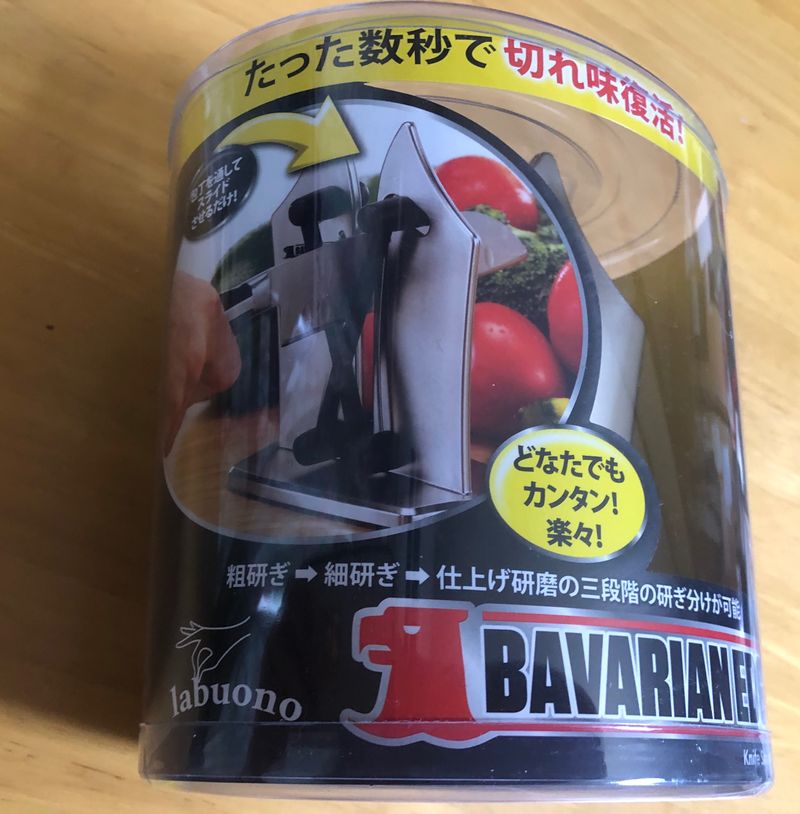 たった数秒で切れ味復活!
包丁を通して
スライド
させるだけ!
どなたでも
カンタン!
楽々!
粗研ぎ➡細研ぎ➡仕上げ研磨の三段階の研ぎ分けが可能
labuono
BAVARIAN
Knife